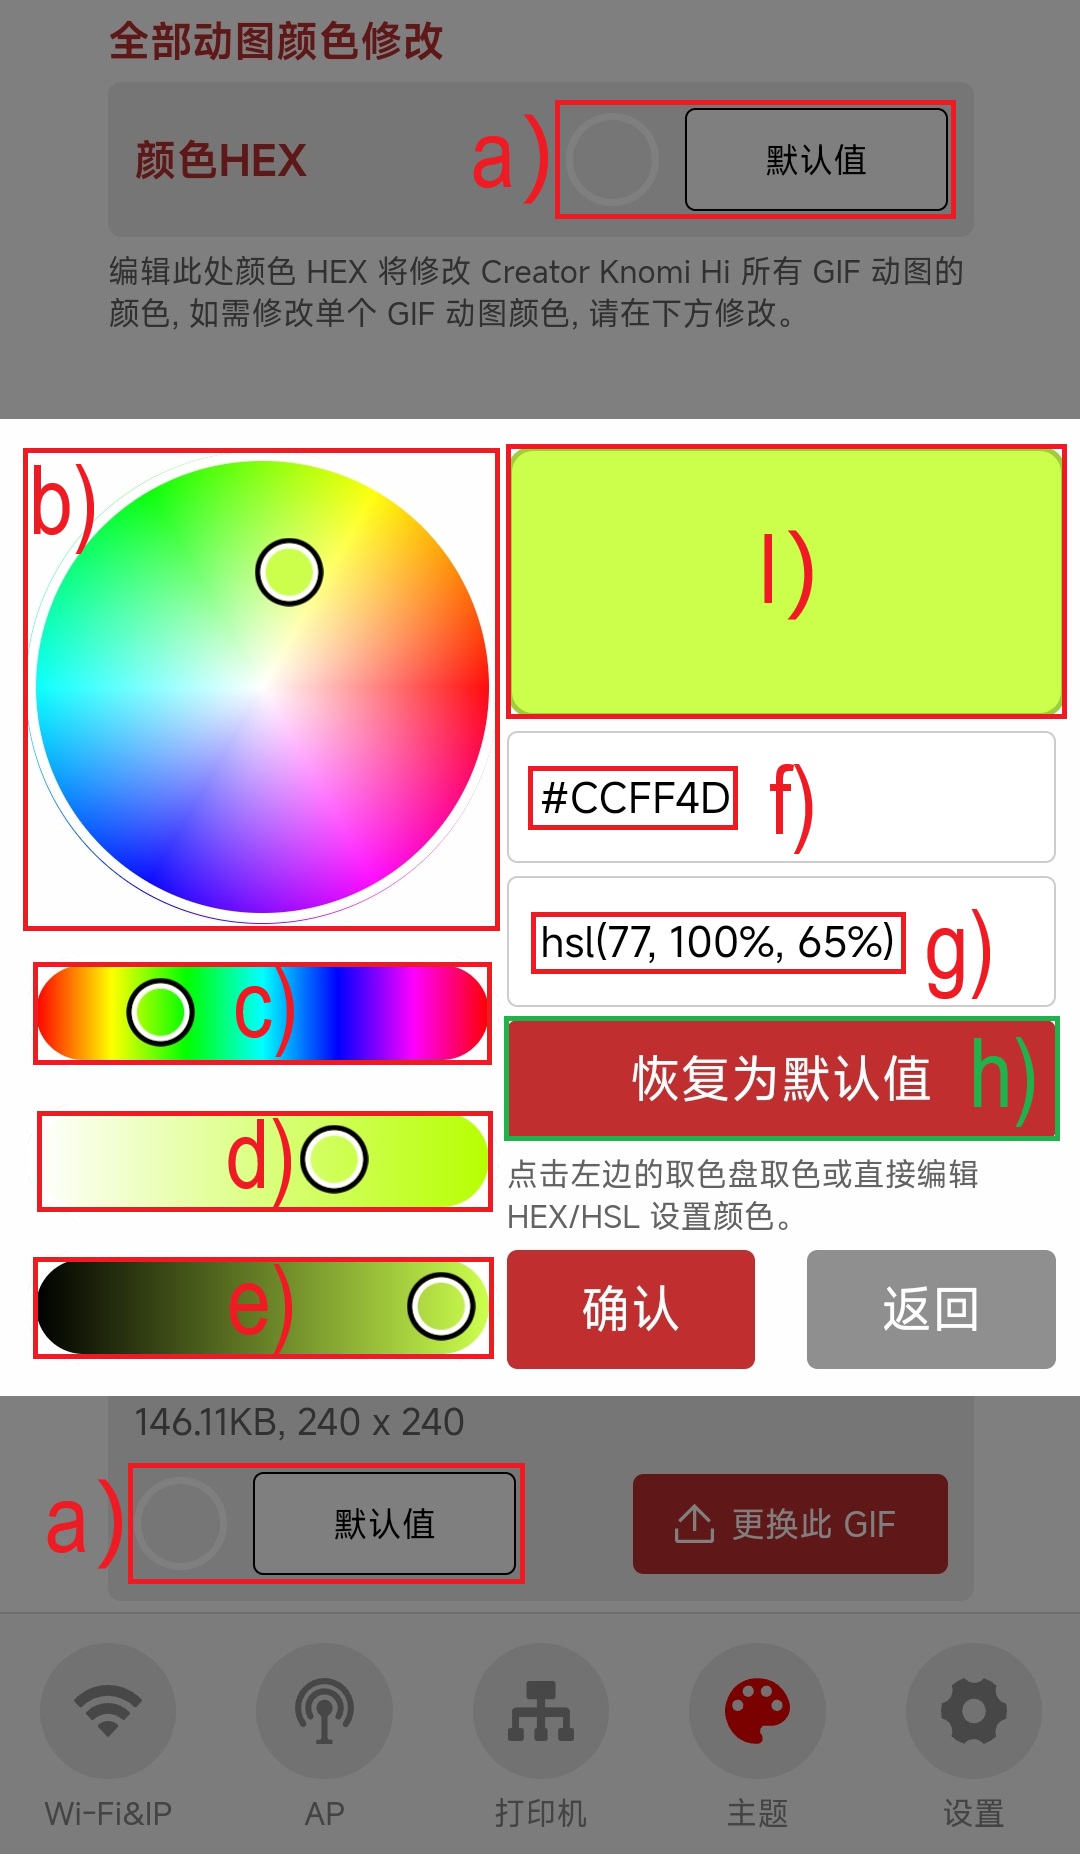 全部动图颜色修改
颜色HEX
a)
默认值
编辑此处颜色 HEX 将修改 Creator Knomi Hi 所有 GIF 动图的
颜色, 如需修改单个 GIF 动图颜色, 请在下方修改。
b)
l)
#CCFF4D
f)
hsl(77, 100%, 65%)
g)
c)
恢复为默认值
h)
d)
点击左边的取色盘取色或直接编辑
HEX/HSL 设置颜色。
e)
确认
返回
146.11KB, 240 x 240
a)
默认值
更换此 GIF
Wi-Fi&IP
AP
打印机
主题
设置